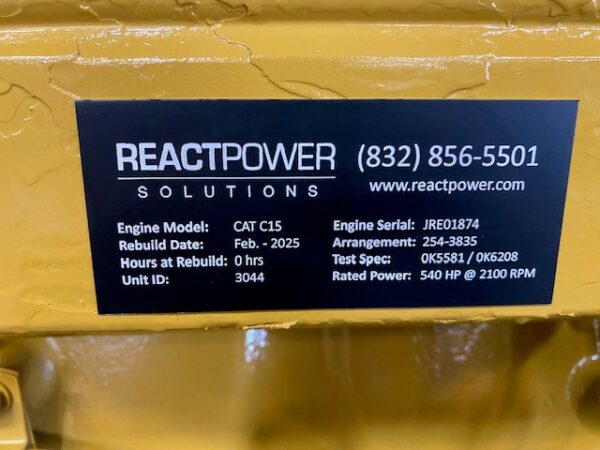 REACTPOWER (832) 856-5501
SOLUTIONS www.reactpower.com
Engine Model: CAT C15 Engine Serial: JRE01874
Rebuild Date: Feb. - 2025 Arrangement: 254-3835
Hours at Rebuild: 0 hrs Test Spec: 0K5581 / 0K6208
Unit ID: 3044 Rated Power: 540 HP @ 2100 RPM